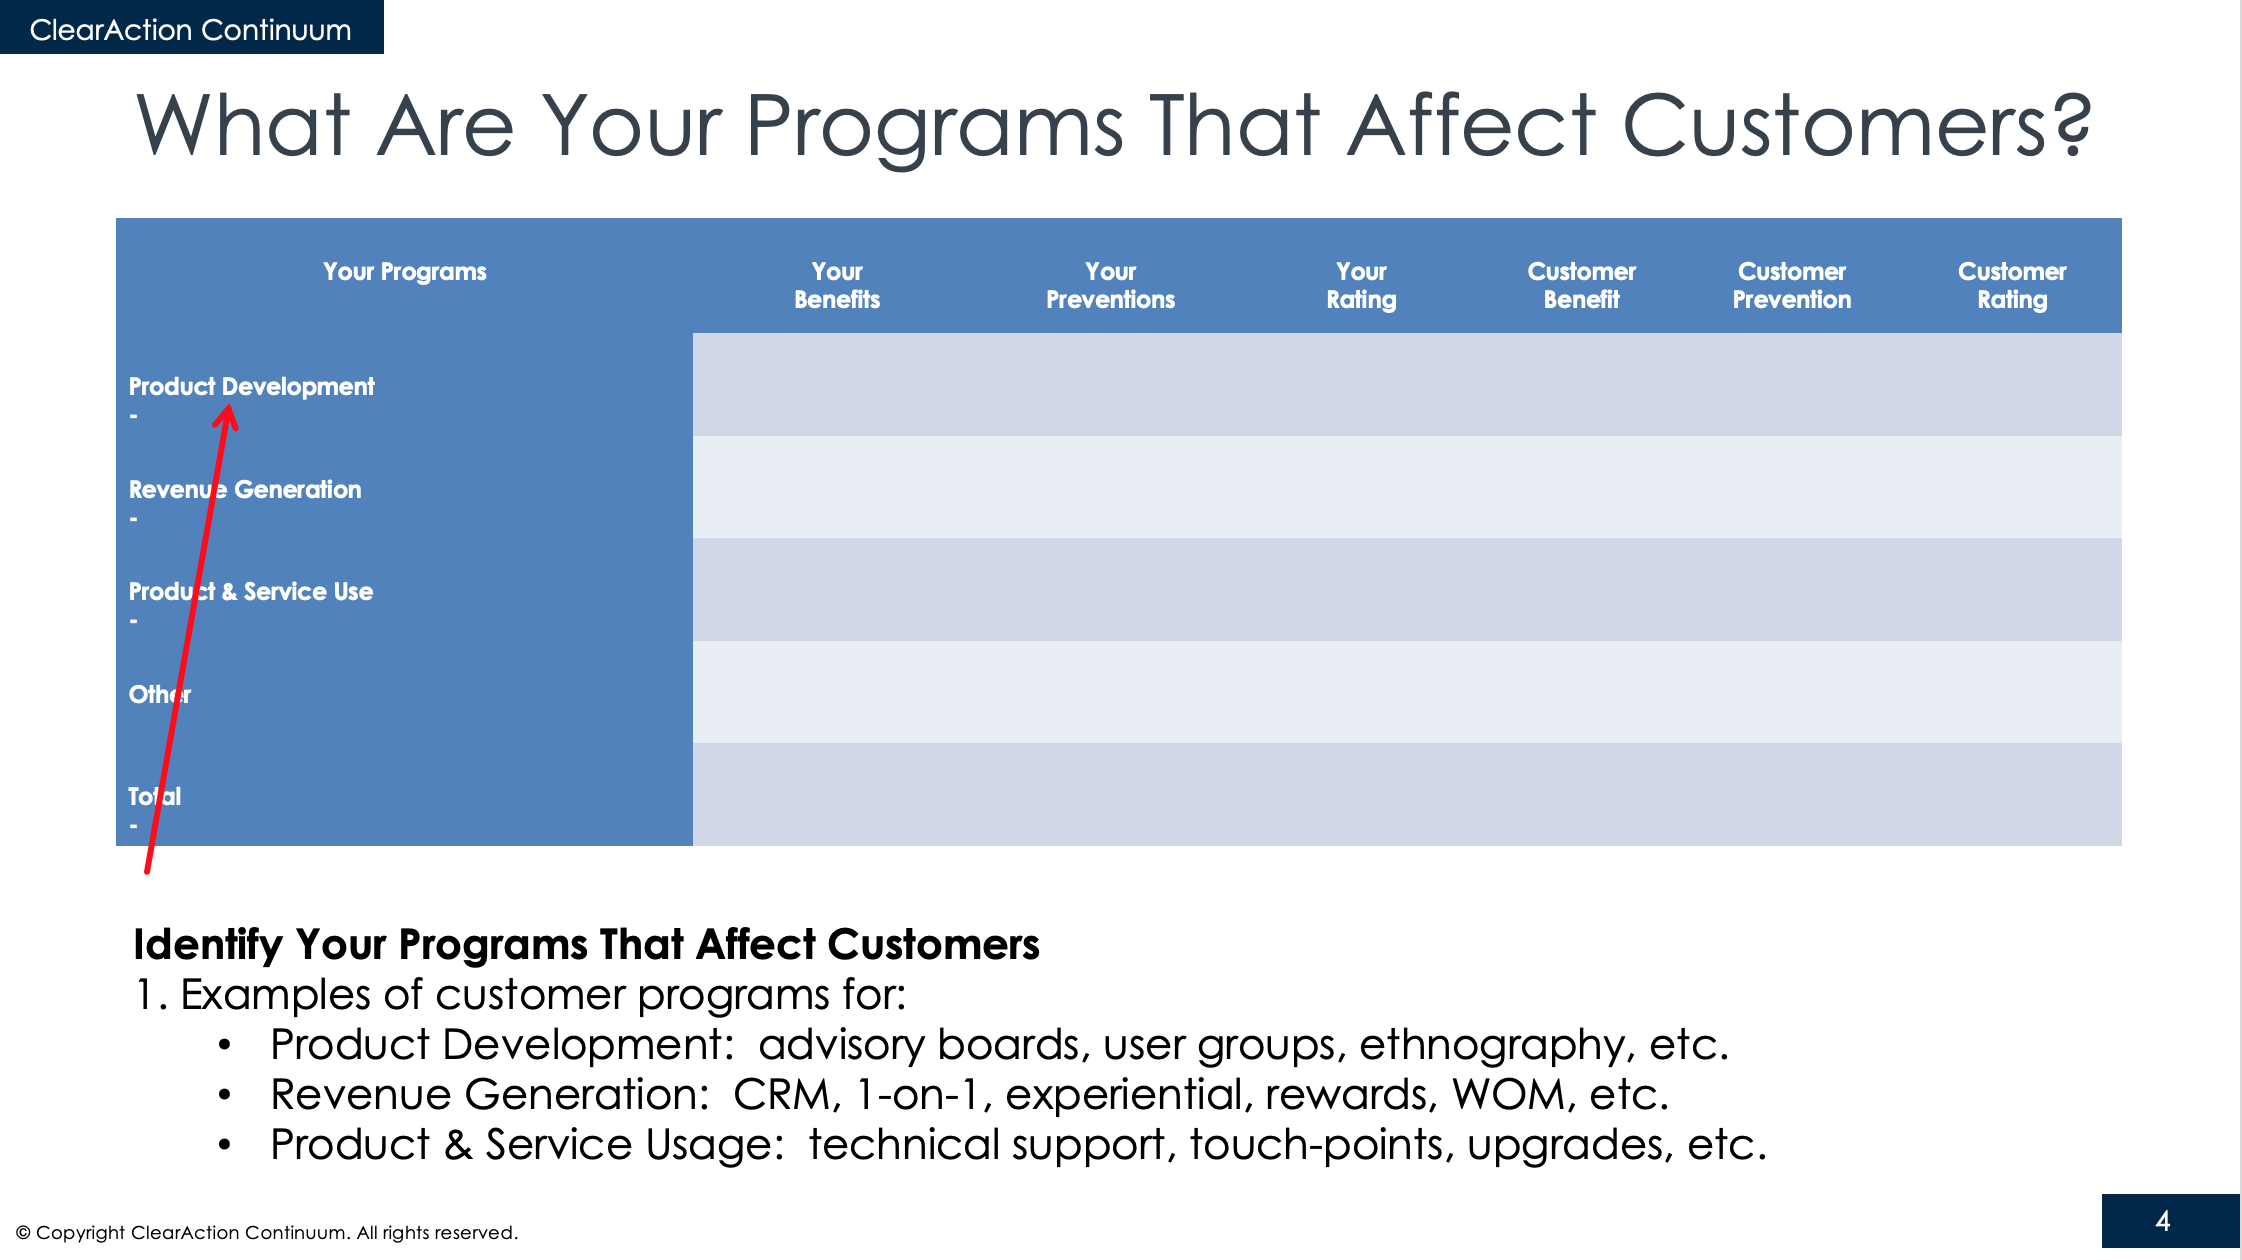 ClearAction Continuum
What Are Your Programs That Affect Customers?
Your Programs
Your
Benefits
Your
Preventions
Your
Rating
Customer
Benefit
Customer
Prevention
Customer
Rating
Product Development
-
Revenue Generation
-
Product & Service Use
-
Other
Total
-
Identify Your Programs That Affect Customers
1. Examples of customer programs for:
• Product Development:  advisory boards, user groups, ethnography, etc.
• Revenue Generation:  CRM, 1-on-1, experiential, rewards, WOM, etc.
• Product & Service Usage:  technical support, touch-points, upgrades, etc.
© Copyright ClearAction Continuum. All rights reserved.
4